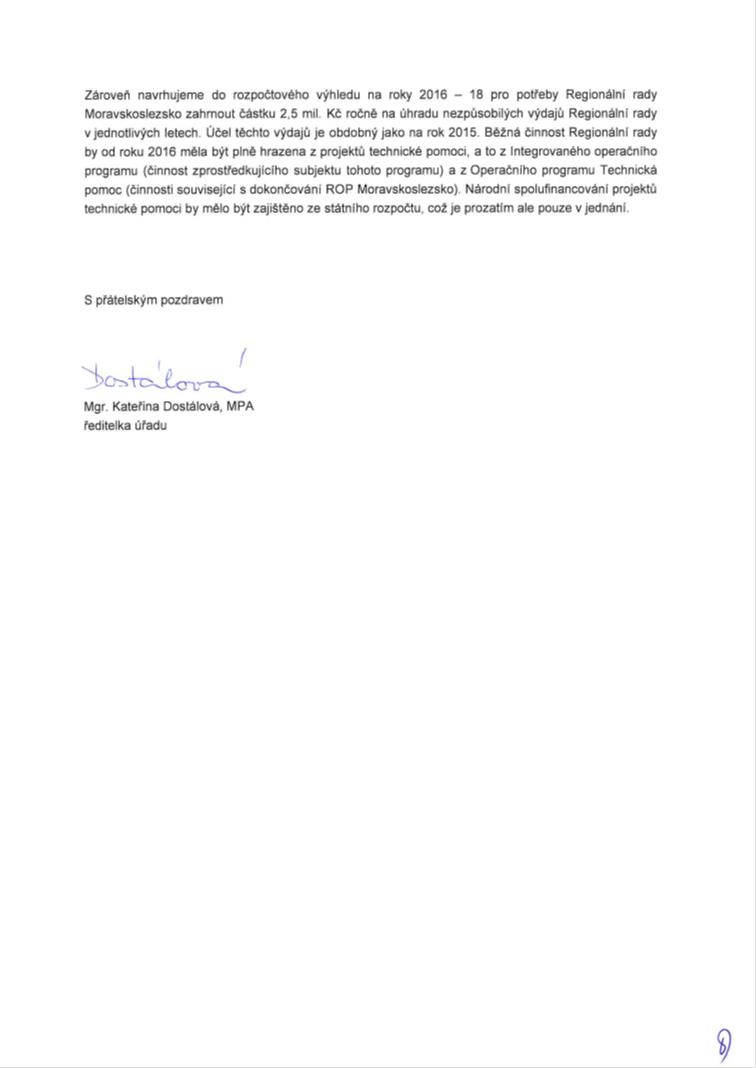 Zároveň navrhujeme do rozpočtového výhledu na roky 2016 – 18 pro potřeby Regionální rady
Moravskoslezsko zahrnout částku 2,5 mil. Kč ročně na úhradu nezpůsobilých výdajů Regionální rady
v jednotlivých letech. Účel těchto výdajů je obdobný jako na rok 2015. Běžná činnost Regionální rady
by od roku 2016 měla být plně hrazena z projektů technické pomoci, a to z Integrovaného operačního
programu (činnost zprostředkujícího subjektu tohoto programu) a z Operačního programu Technická
pomoc (činnosti související s dokončování ROP Moravskoslezsko). Národní spolufinancování projektů
technické pomoci by mělo být zajištěno ze státního rozpočtu, což je prozatím ale pouze v jednání.
S přátelským pozdravem
Dostálová
Mgr. Kateřina Dostálová, MPA
ředitelka úřadu